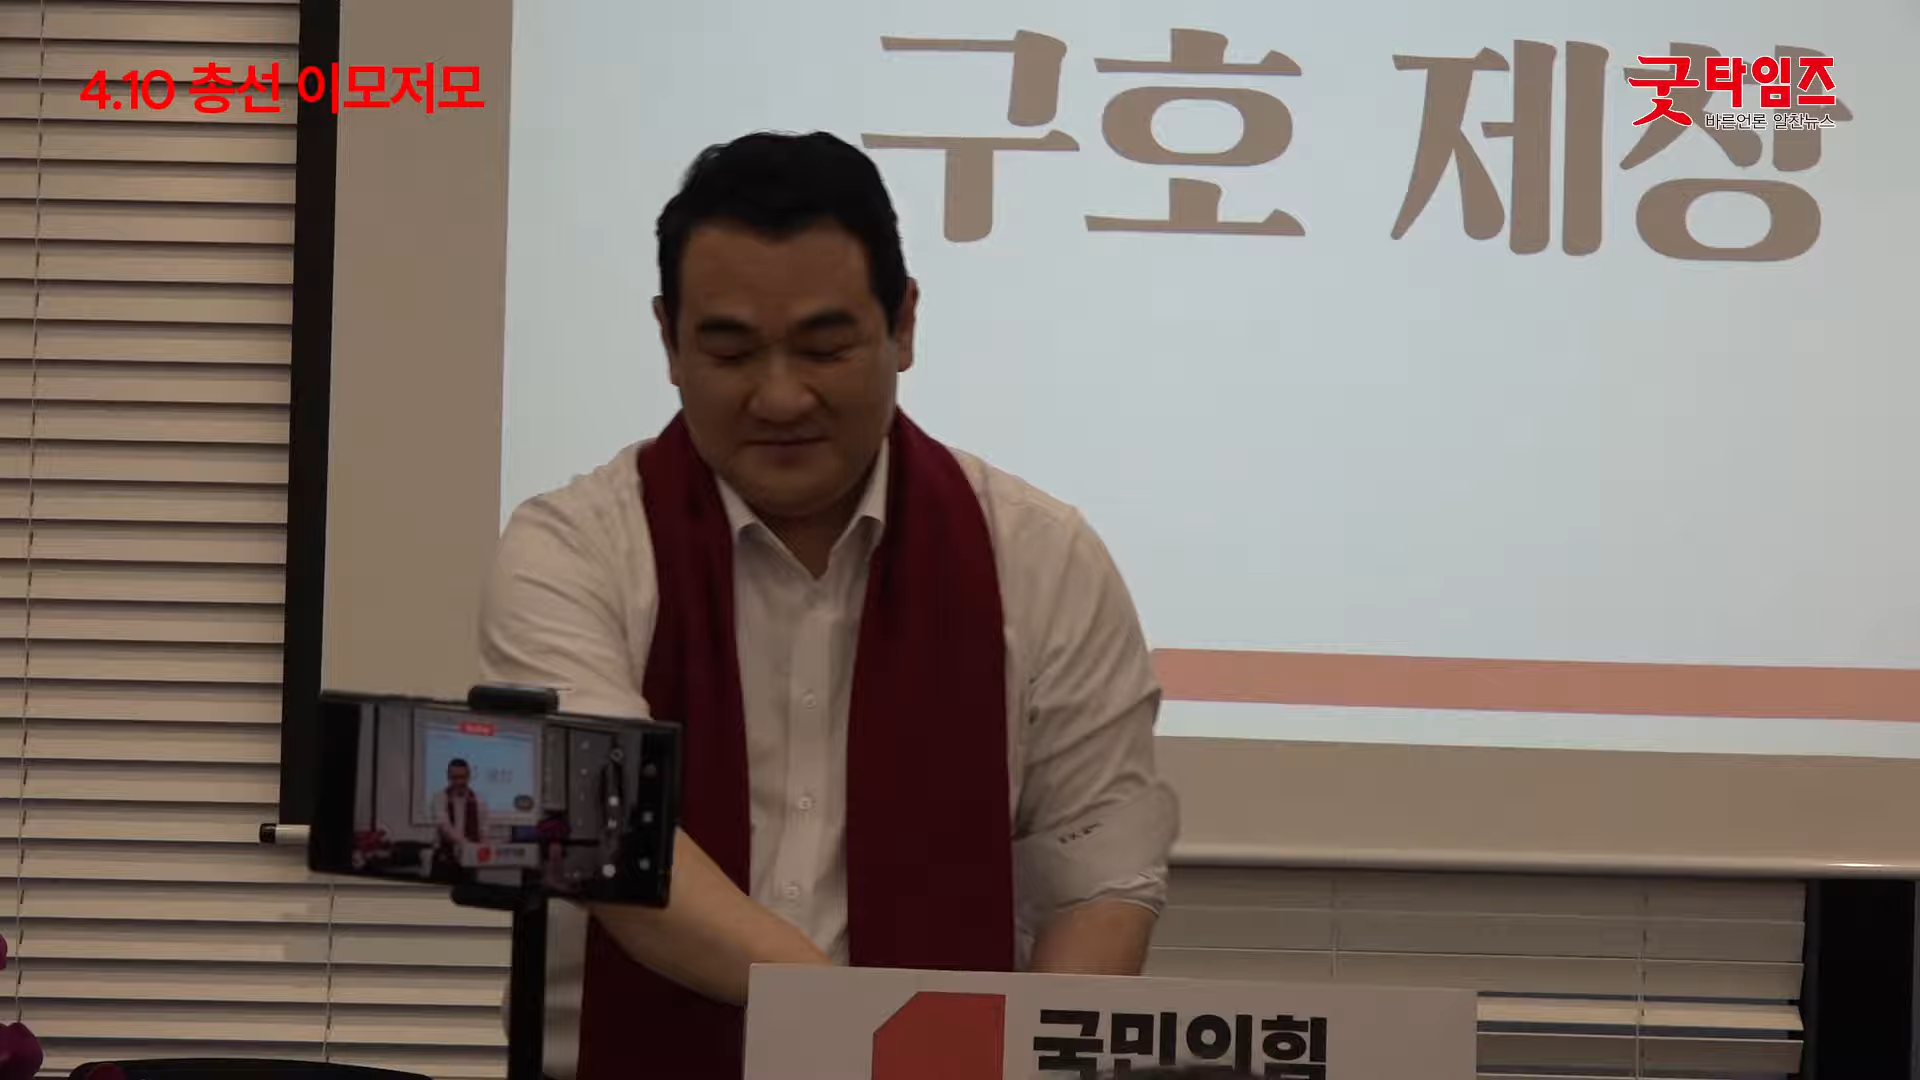 4.10 총선 이모저모
굿타임즈
바른언론 알찬뉴스
구호 제창
국민의힘